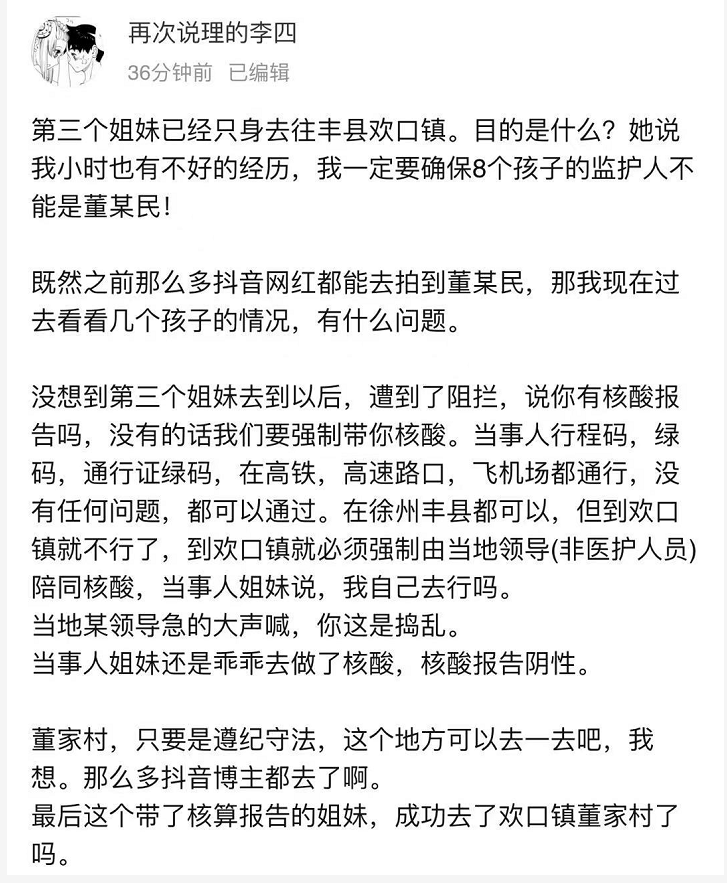 再次说理的李四
36分钟前 已编辑
第三个姐妹已经只身去往丰县欢口镇。目的是什么？她说
我小时也有不好的经历，我一定要确保8个孩子的监护人不
能是董某民！
既然之前那么多抖音网红都能去拍到董某民，那我现在过
去看看几个孩子的情况，有什么问题。
没想到第三个姐妹去到以后，遭到了阻拦，说你有核酸报
告吗，没有的话我们要强制带你核酸。当事人行程码，绿
码，通行证绿码，在高铁，高速路口，飞机场都通行，没
有任何问题，都可以通过。在徐州丰县都可以，但到欢口
镇就不行了，到欢口镇就必须强制由当地领导(非医护人员)
陪同核酸，当事人姐妹说，我自己去行吗。
当地某领导急的大声喊，你这是捣乱。
当事人姐妹还是乖乖去做了核酸，核酸报告阴性。
董家村，只要是遵纪守法，这个地方可以去一去吧，我
想。那么多抖音博主都去了啊。
最后这个带了核算报告的姐妹，成功去了欢口镇董家村了
吗。